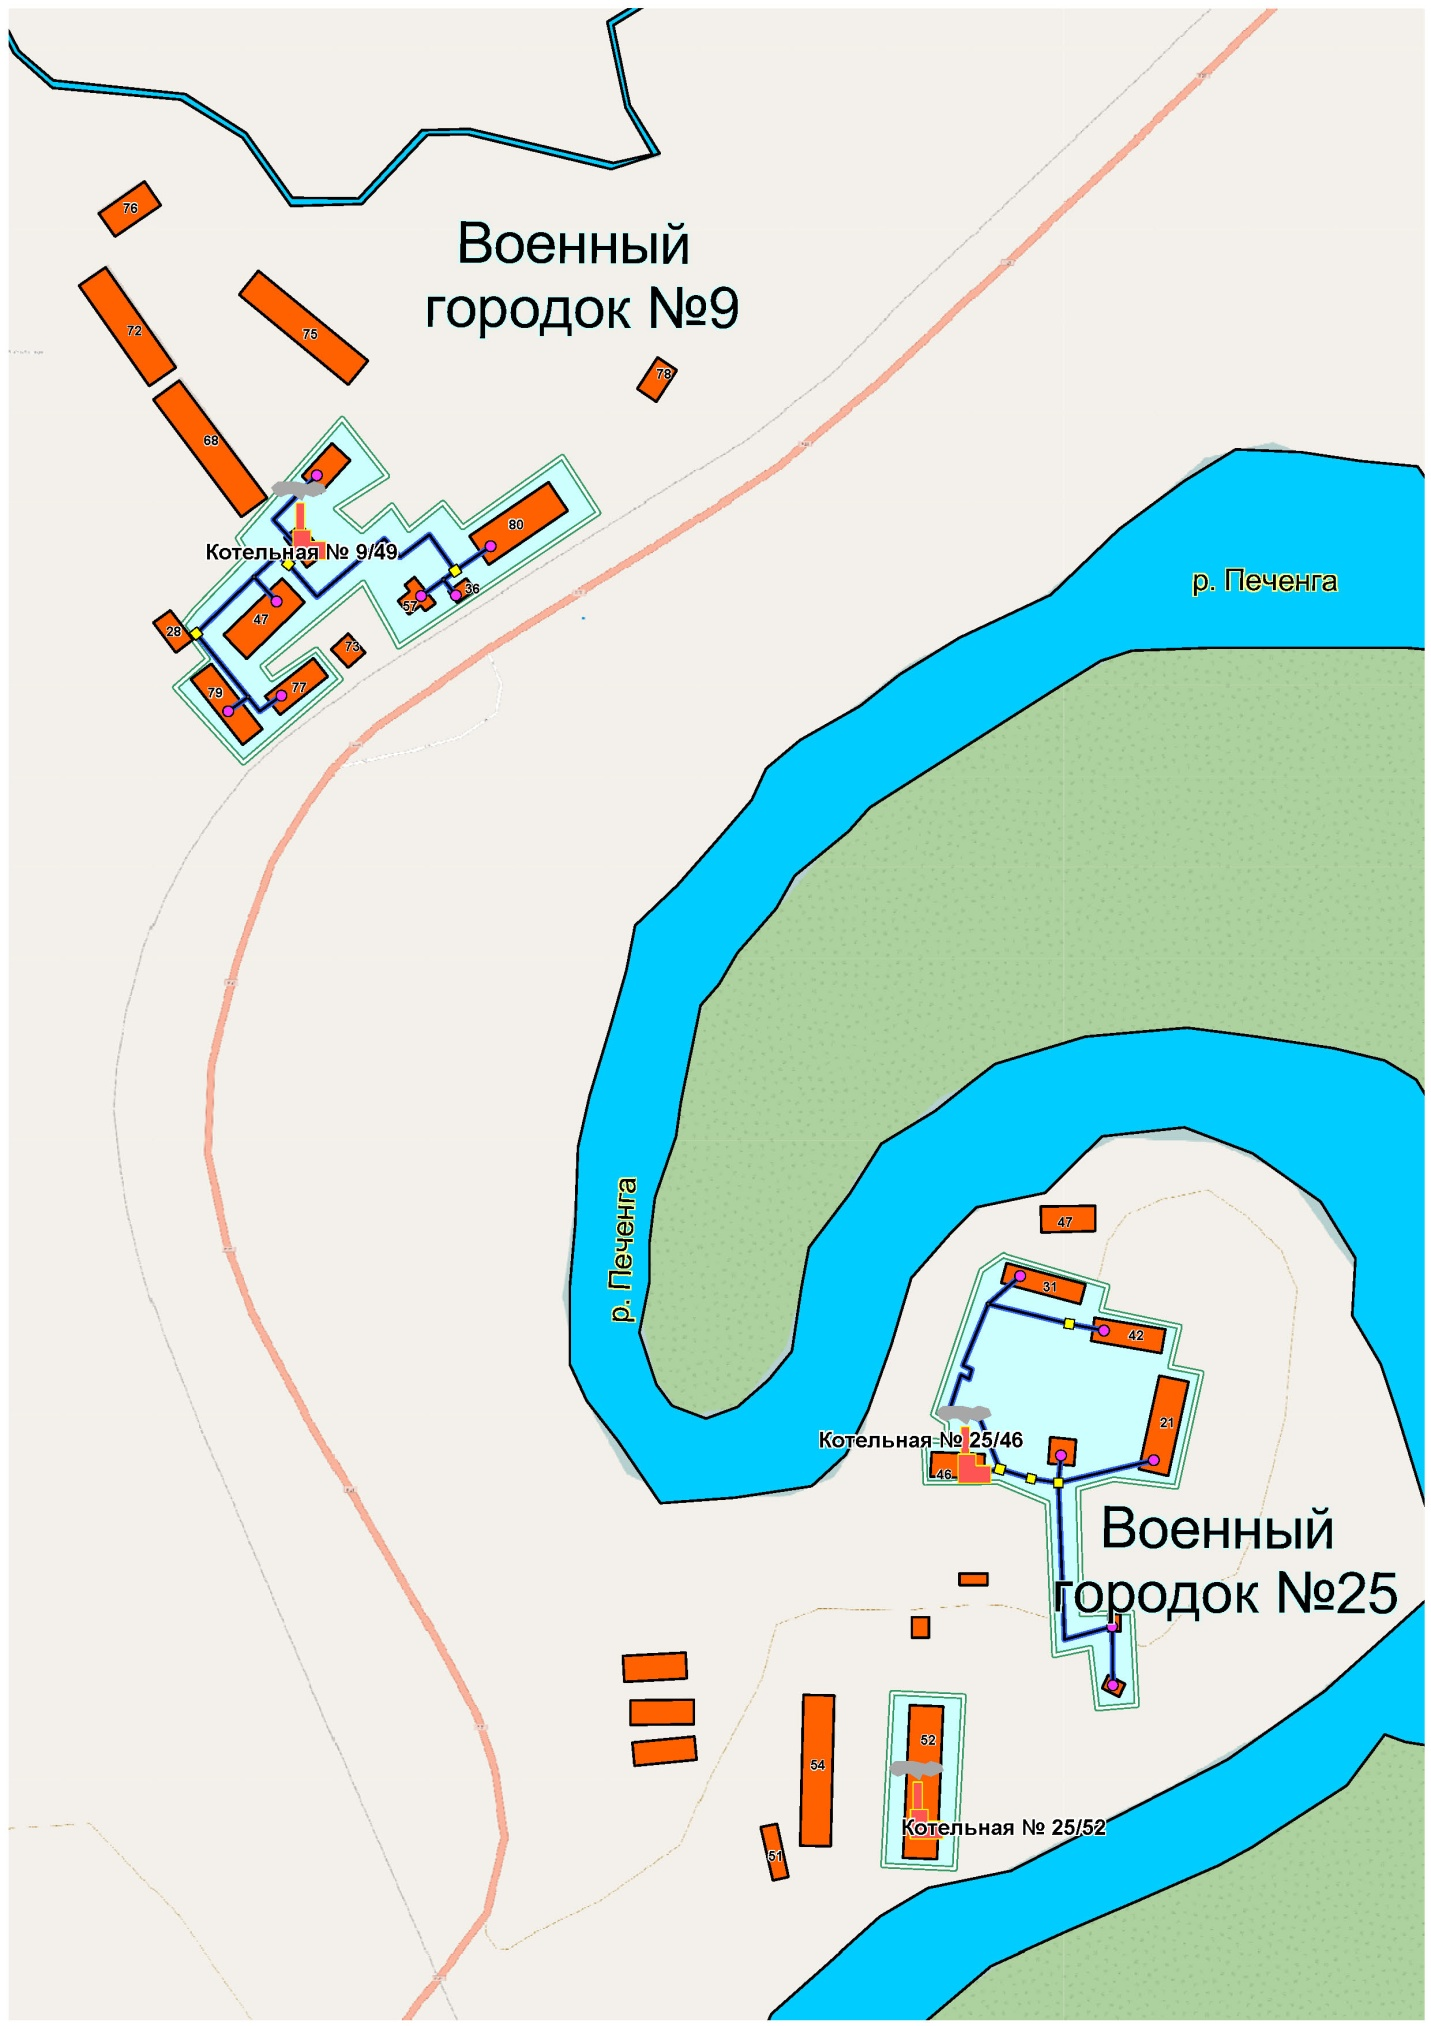 76
Военный
городок №9
72
75
78
68
80
Котельная № 9/49
36
57
47
28
73
79
77
р. Печенга
р. Печенга
47
31
42
21
Котельная № 25/46
46
Военный
городок №25
52
54
Котельная № 25/52
51